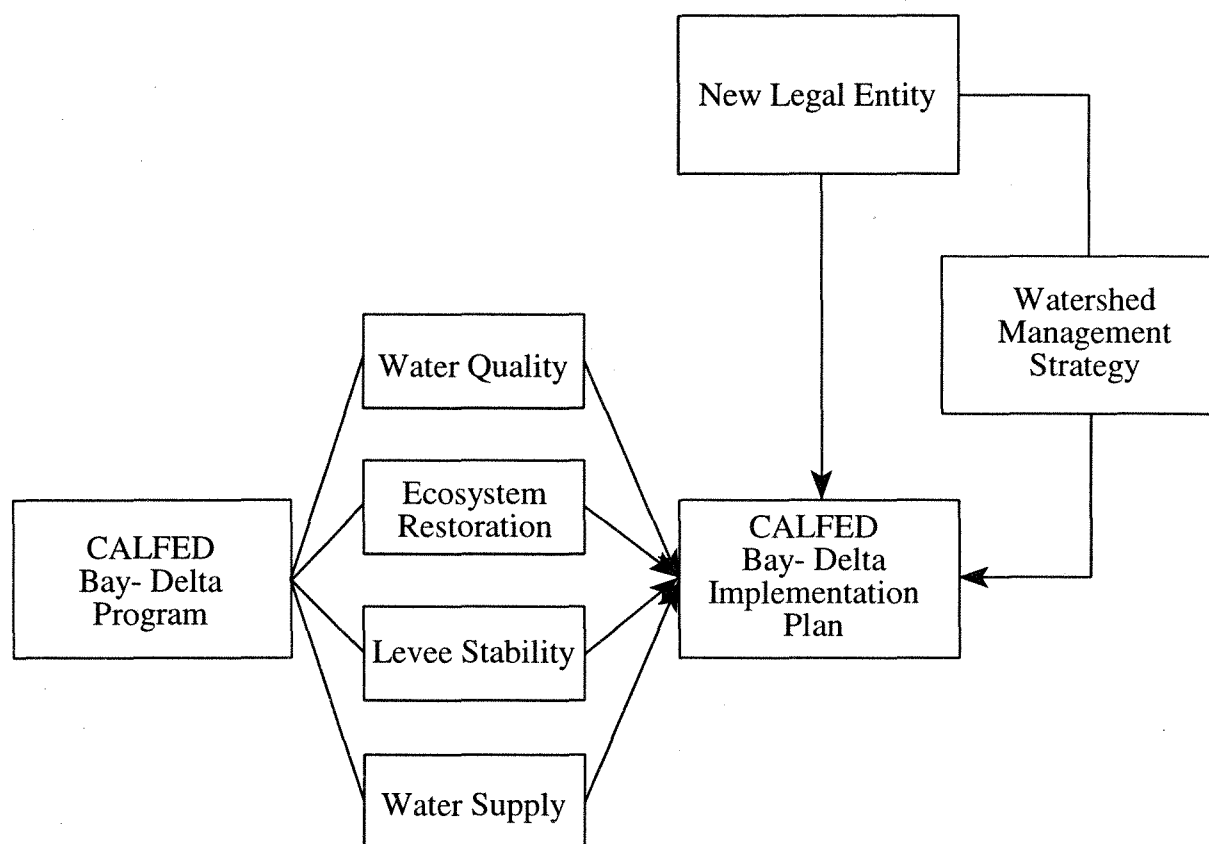 New Legal Entity
Watershed
Management
Strategy
Water Quality
Ecosystem
Restoration
CALFED
Bay- Delta
Program
CALFED
Bay- Delta
Implementation
Plan
Levee Stability
Water Supply